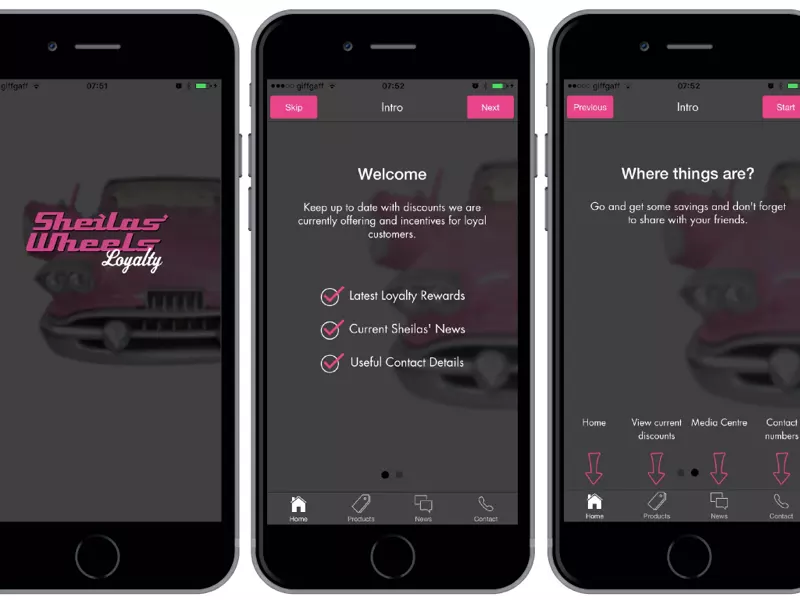 giffgaff 07:51
Sheilas'
Wheels
Loyalty
giffgaff 07:52
Skip Intro Next
Welcome
Keep up to date with discounts we are
currently offering and incentives for loyal
customers.
Latest Loyalty Rewards
Current Sheilas' News
Useful Contact Details
Home Products News Contact
giffgaff 07:52
Previous Intro Start
Where things are?
Go and get some savings and don't forget
to share with your friends.
Home View current Media Centre Contact
discounts numbers
Home Products News Contact